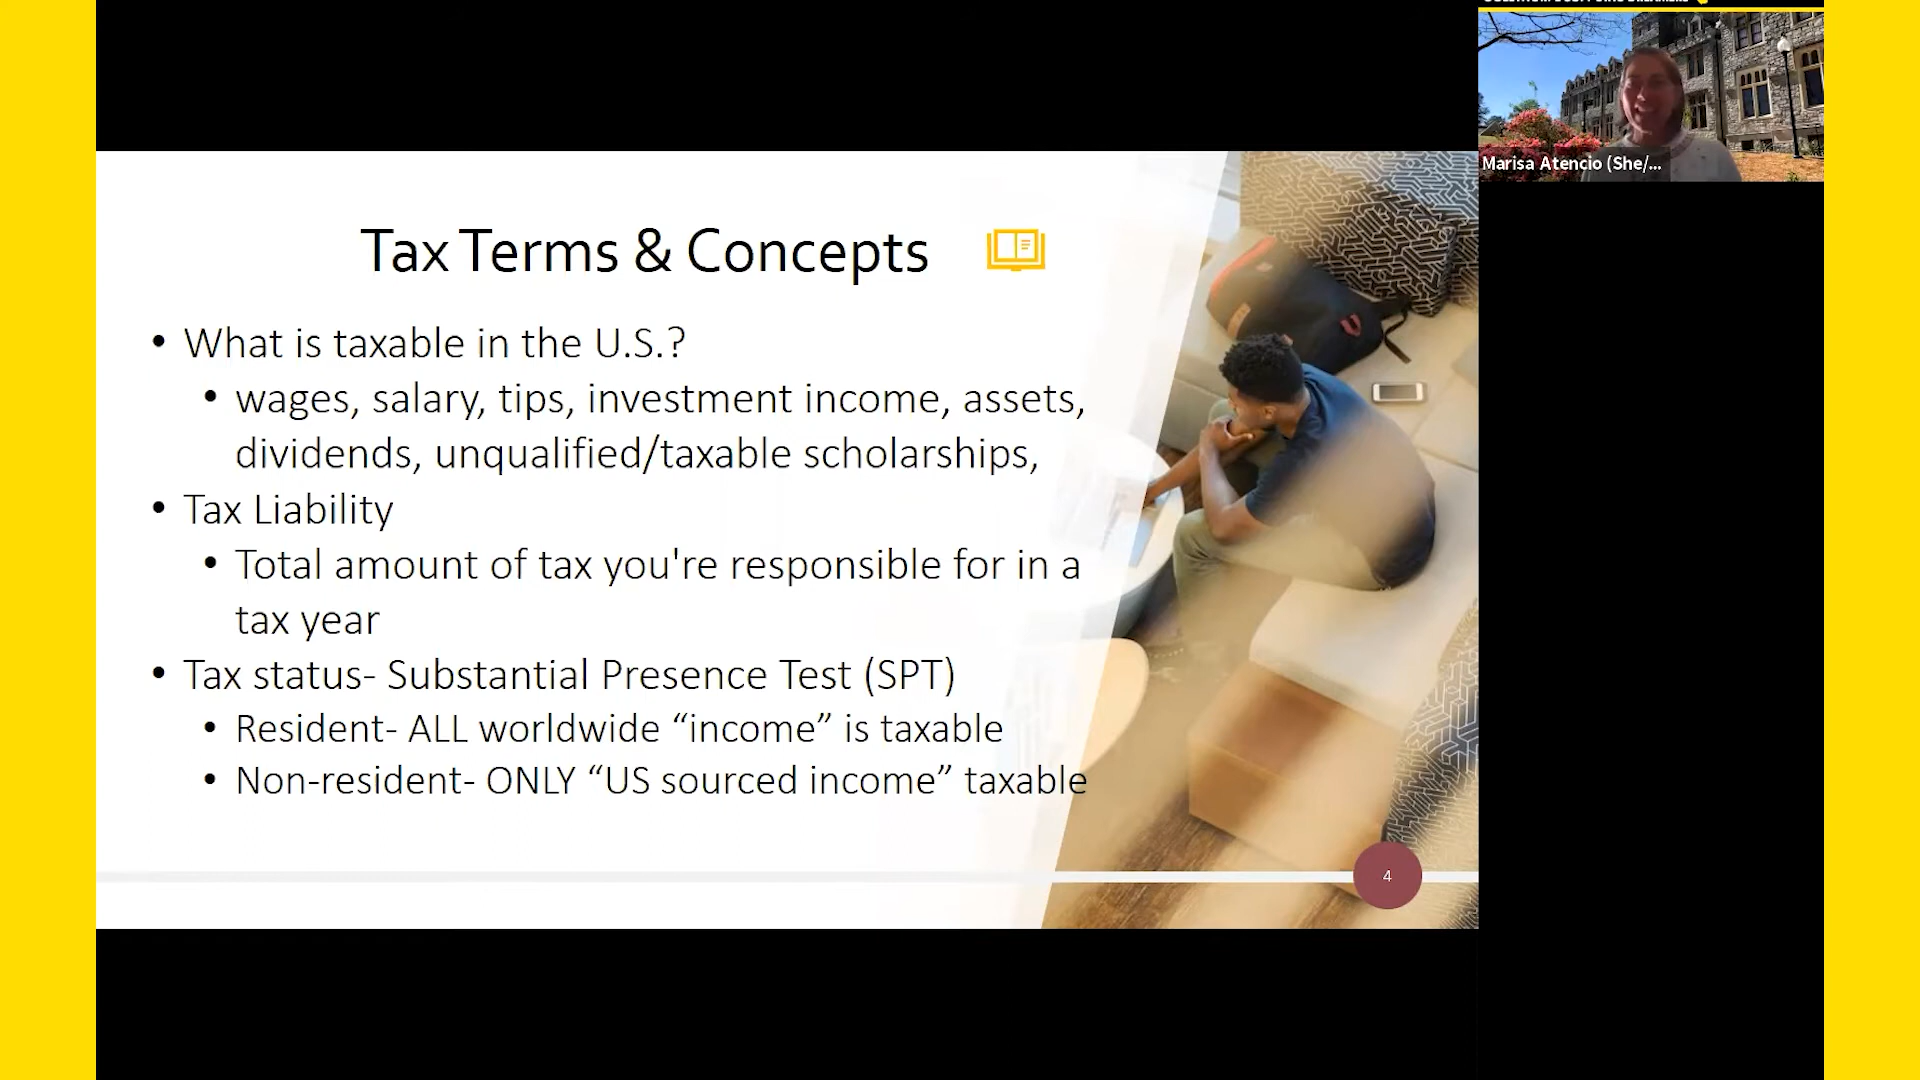 Marisa Atencio (She/...
Tax Terms & Concepts
• What is taxable in the U.S.?
• wages, salary, tips, investment income, assets,
dividends, unqualified/taxable scholarships,
• Tax Liability
• Total amount of tax you're responsible for in a
tax year
• Tax status- Substantial Presence Test (SPT)
• Resident- ALL worldwide “income” is taxable
• Non-resident- ONLY “US sourced income” taxable
4